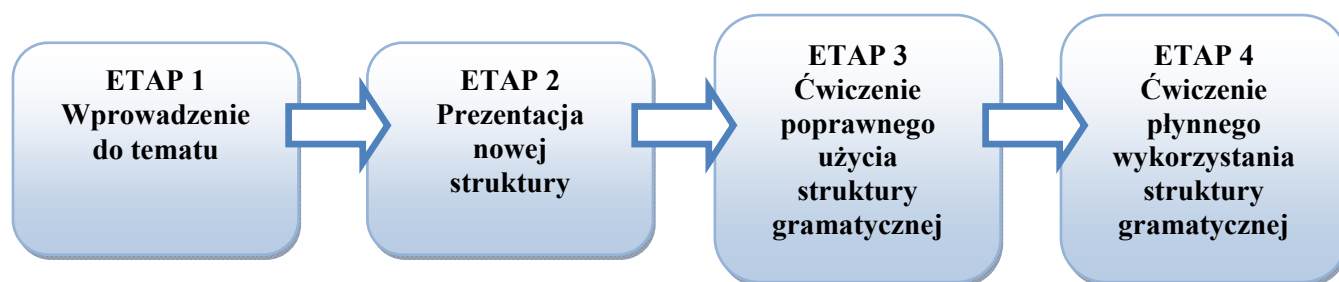 ETAP 1
Wprowadzenie
do tematu
ETAP 2
Prezentacja
nowej
struktury
ETAP 3
Ćwiczenie
poprawnego
użycia
struktury
gramatycznej
ETAP 4
Ćwiczenie
płynnego
wykorzystania
struktury
gramatycznej